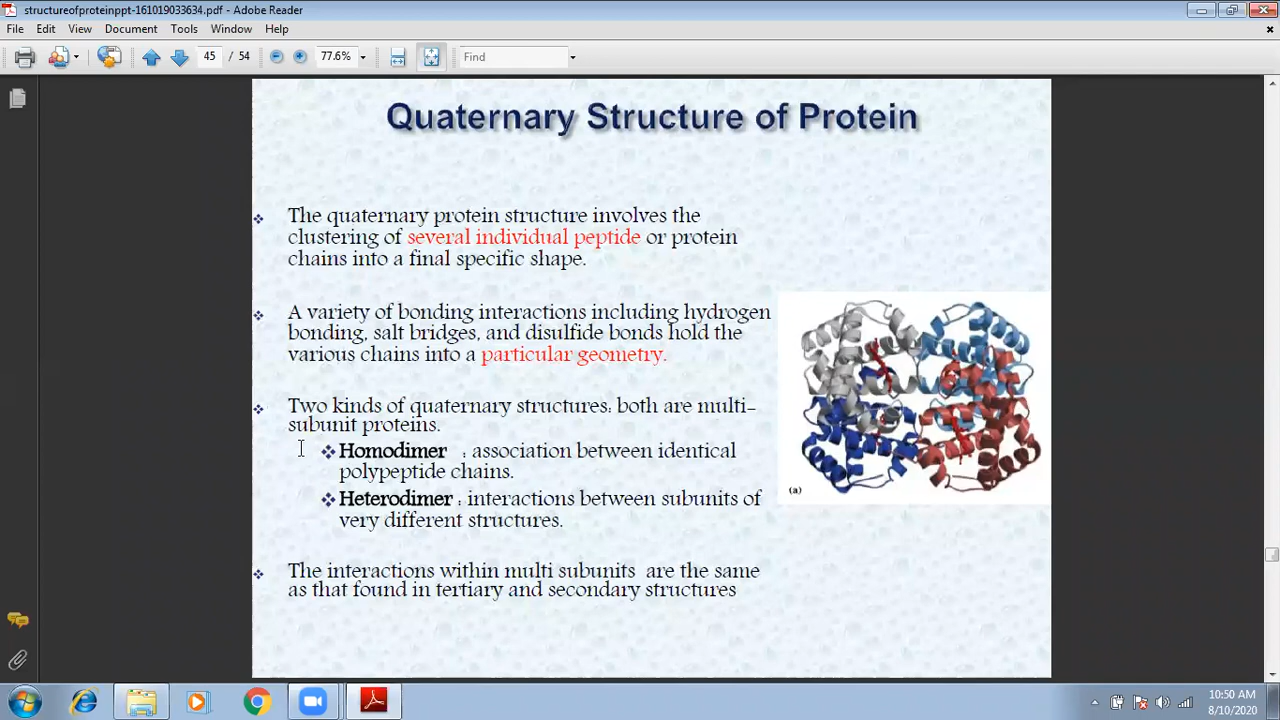 structureofproteinppt-161019033634.pdf - Adobe Reader
File Edit View Document Tools Window Help
45 / 54 77.6% Find
Quaternary Structure of Protein
The quaternary protein structure involves the
clustering of several individual peptide or protein
chains into a final specific shape.
A variety of bonding interactions including hydrogen
bonding, salt bridges, and disulfide bonds hold the
various chains into a particular geometry.
Two kinds of quaternary structures: both are multi-
subunit proteins.
Homodimer : association between identical
polypeptide chains.
Heterodimer : interactions between subunits of
very different structures.
The interactions within multi subunits are the same
as that found in tertiary and secondary structures
(a)
10:50 AM
8/10/2020